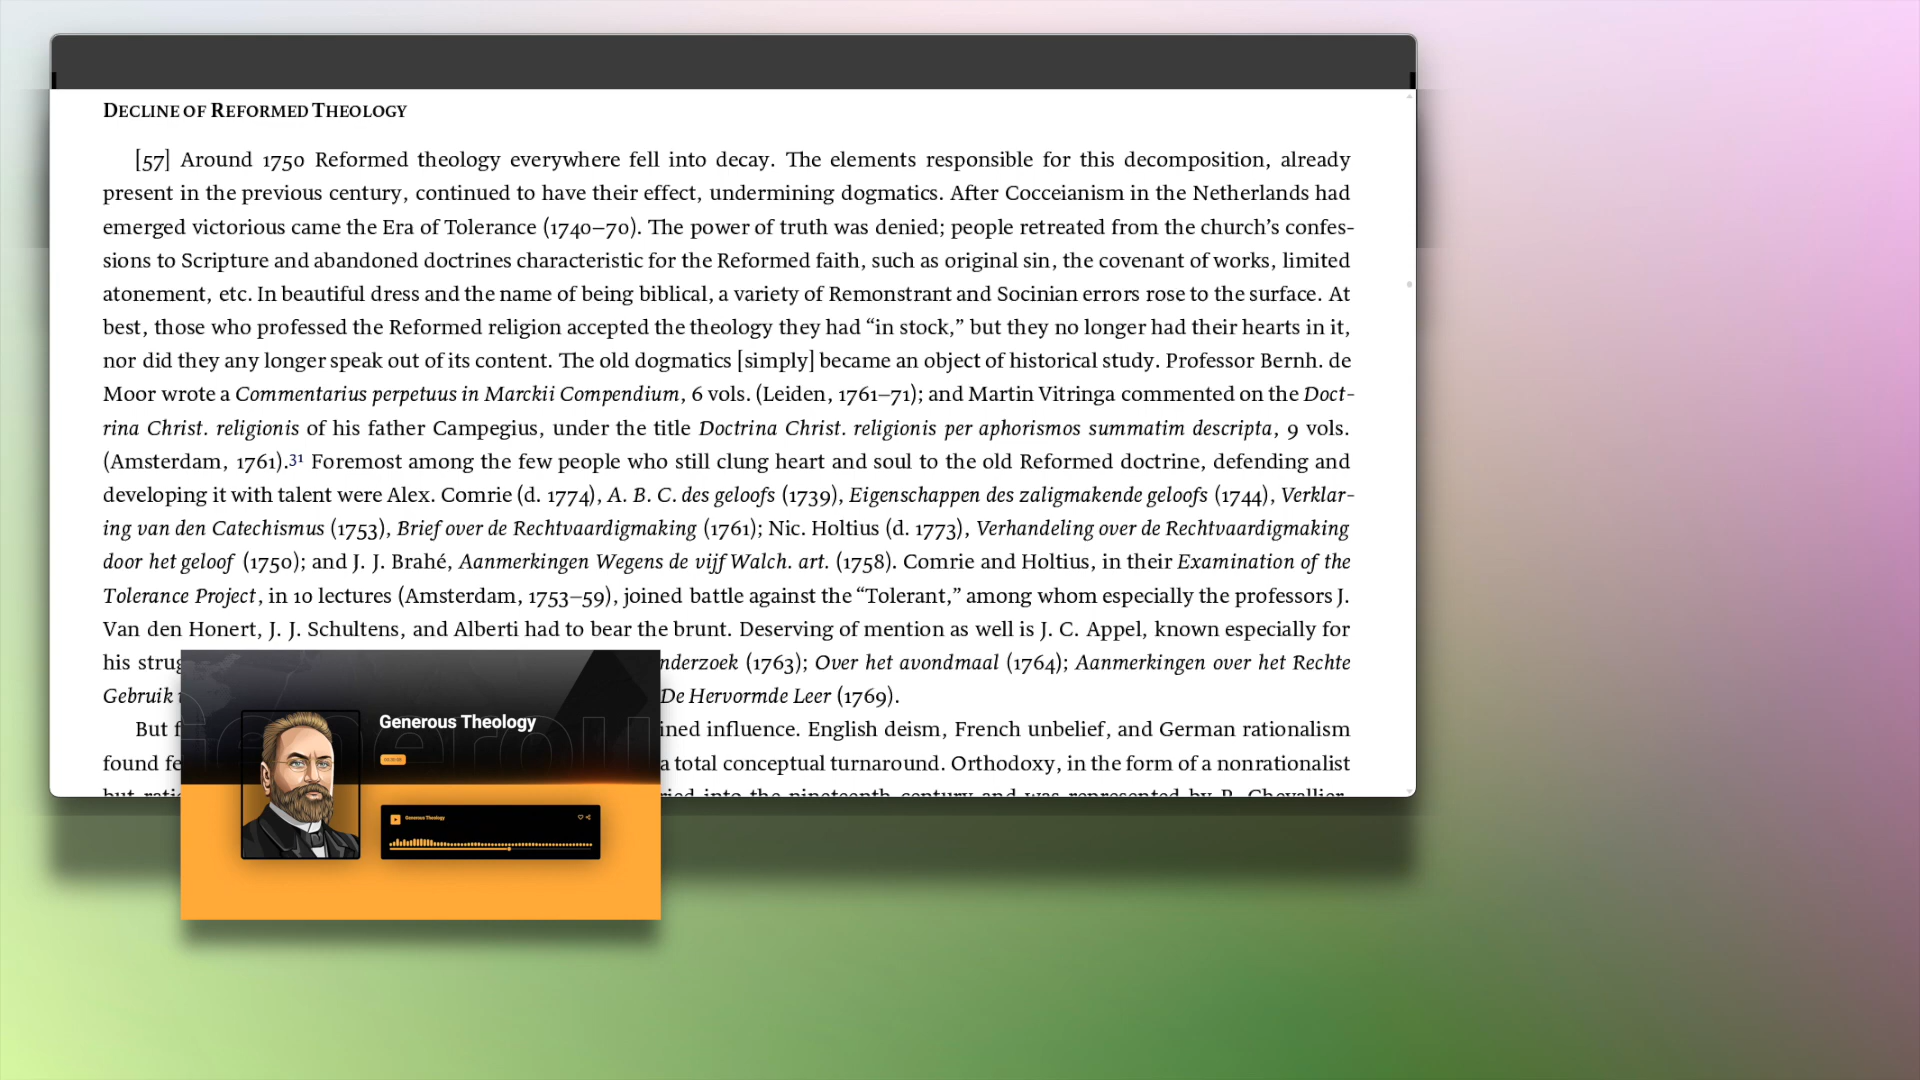 DECLINE OF REFORMED THEOLOGY
[57] Around 1750 Reformed theology everywhere fell into decay. The elements responsible for this decomposition, already
present in the previous century, continued to have their effect, undermining dogmatics. After Cocceianism in the Netherlands had
emerged victorious came the Era of Tolerance (1740–70). The power of truth was denied; people retreated from the church’s confes-
sions to Scripture and abandoned doctrines characteristic for the Reformed faith, such as original sin, the covenant of works, limited
atonement, etc. In beautiful dress and the name of being biblical, a variety of Remonstrant and Socinian errors rose to the surface. At
best, those who professed the Reformed religion accepted the theology they had “in stock,” but they no longer had their hearts in it,
nor did they any longer speak out of its content. The old dogmatics [simply] became an object of historical study. Professor Bernh. de
Moor wrote a Commentarius perpetuus in Marckii Compendium, 6 vols. (Leiden, 1761–71); and Martin Vitringa commented on the Doct-
rina Christ. religionis of his father Campegius, under the title Doctrina Christ. religionis per aphorismos summatim descripta, 9 vols.
(Amsterdam, 1761).31 Foremost among the few people who still clung heart and soul to the old Reformed doctrine, defending and
developing it with talent were Alex. Comrie (d. 1774), A. B. C. des geloofs (1739), Eigenschappen des zaligmakende geloofs (1744), Verklar-
ing van den Catechismus (1753), Brief over de Rechtvaardigmaking (1761); Nic. Holtius (d. 1773), Verhandeling over de Rechtvaardigmaking
door het geloof (1750); and J. J. Brahé, Aanmerkingen Wegens de vijf Walch. art. (1758). Comrie and Holtius, in their Examination of the
Tolerance Project, in 10 lectures (Amsterdam, 1753–59), joined battle against the “Tolerant,” among whom especially the professors J.
Van den Honert, J. J. Schultens, and Alberti had to bear the brunt. Deserving of mention as well is J. C. Appel, known especially for
his strug nderzoek (1763); Over het avondmaal (1764); Aanmerkingen over het Rechte
Gebruik De Hervormde Leer (1769).
But f ined influence. English deism, French unbelief, and German rationalism
found fe a total conceptual turnaround. Orthodoxy, in the form of a nonrationalist
but rati ried into the nineteenth century and was represented by P. Chevallier,
Generous Theology
Generous Theology